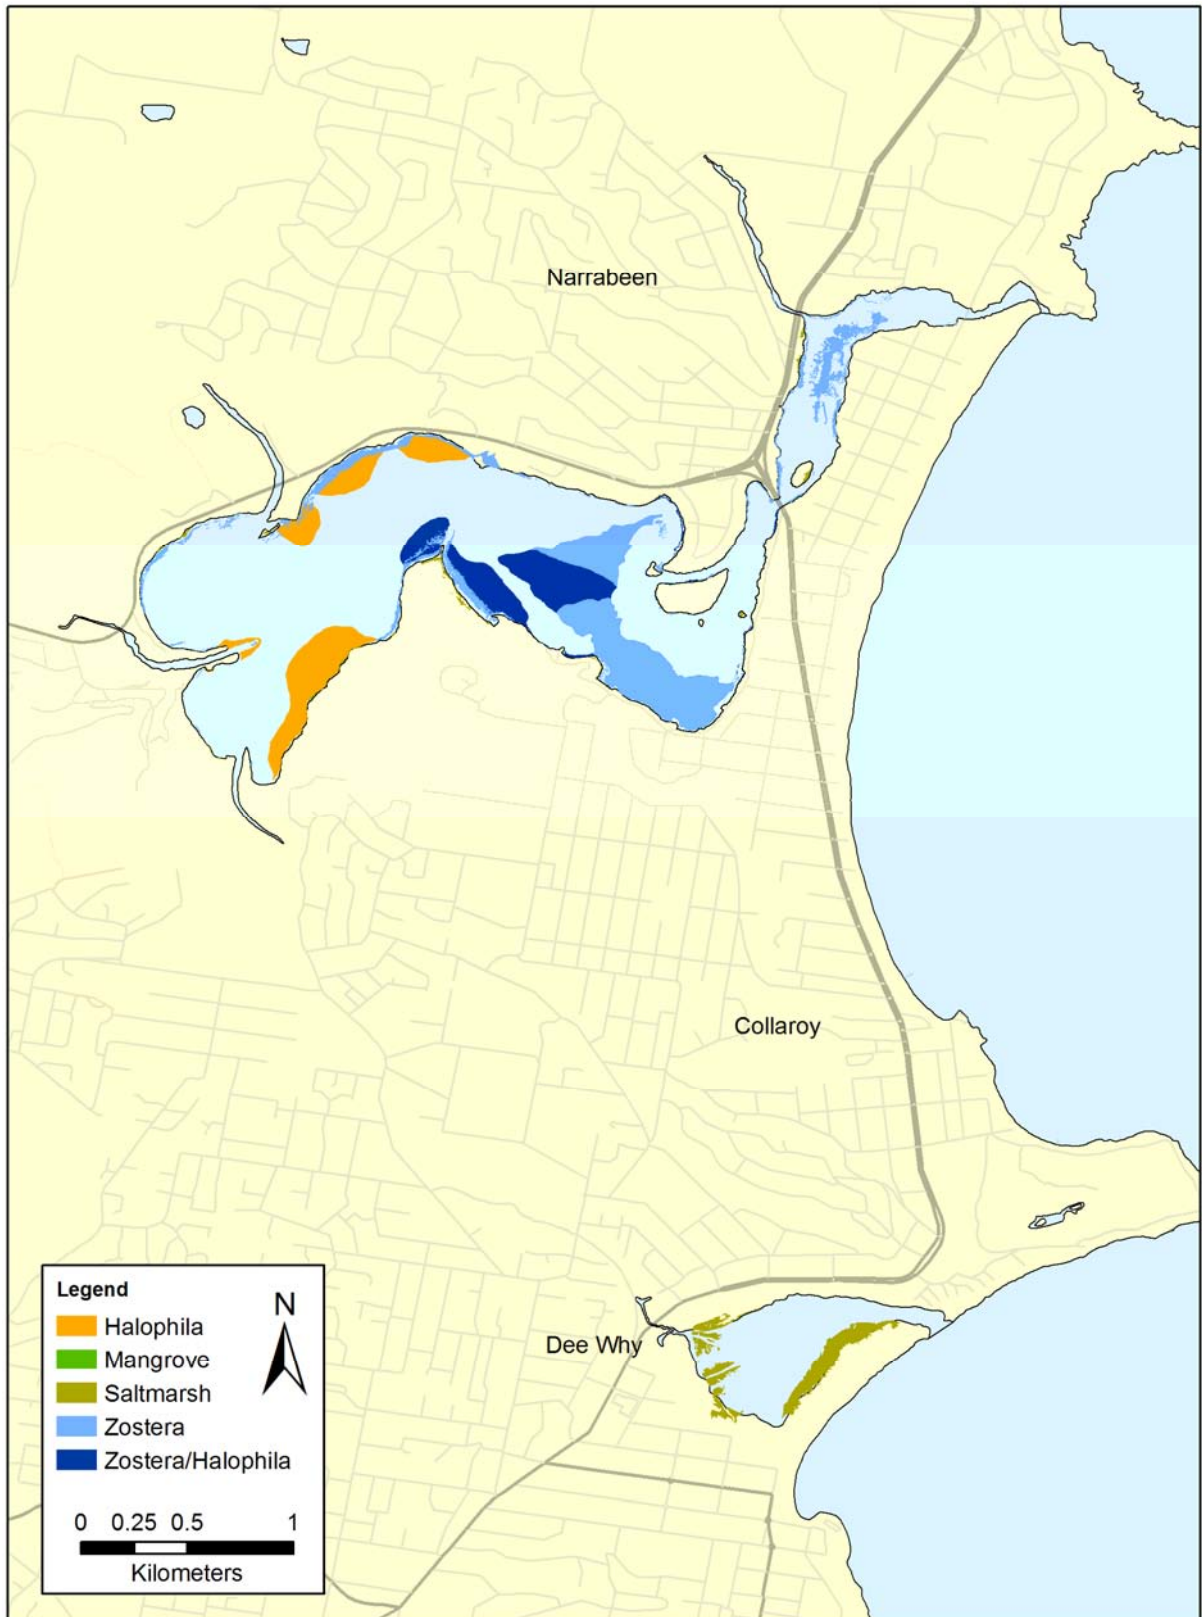 Narrabeen
Collaroy
Dee Why
Legend
N
Halophila
Mangrove
Saltmarsh
Zostera
Zostera/Halophila
0 0.25 0.5 1
Kilometers